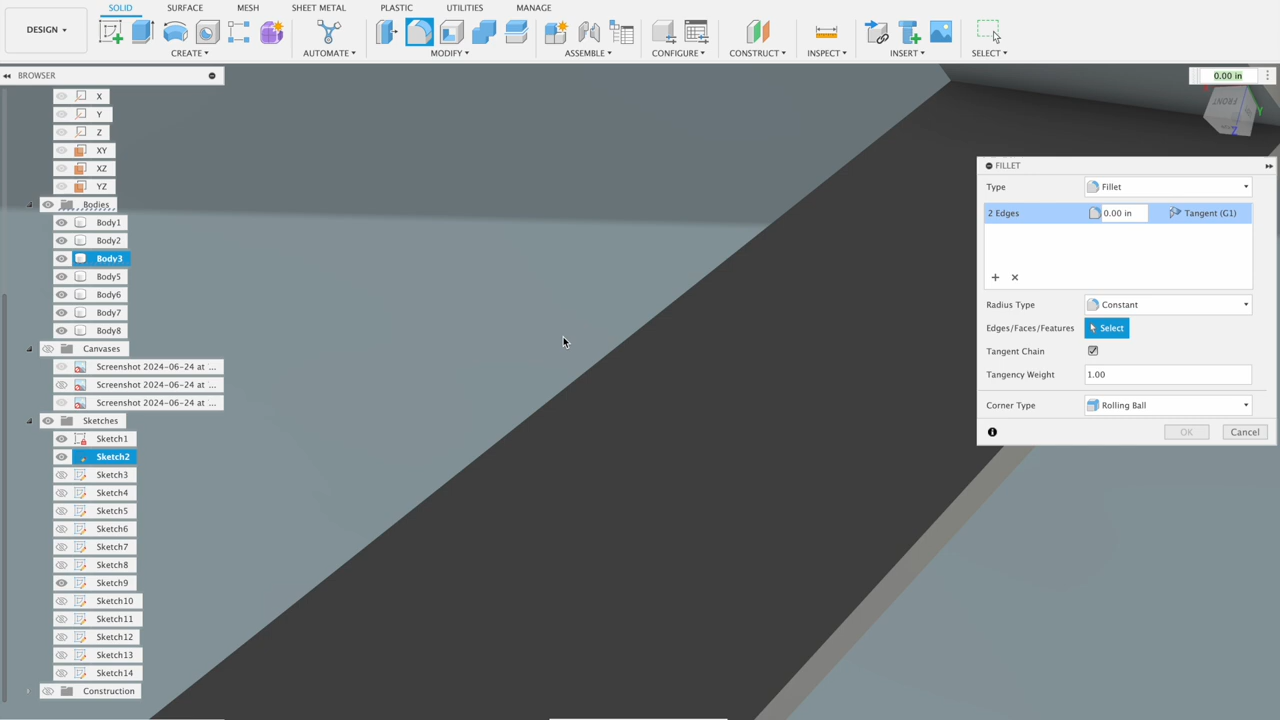 SOLID SURFACE MESH SHEET METAL PLASTIC UTILITIES MANAGE
DESIGN
CREATE AUTOMATE MODIFY ASSEMBLE CONFIGURE CONSTRUCT INSPECT INSERT SELECT
BROWSER
X
Y
Z
XY
XZ
YZ
Bodies
Body1
Body2
Body3
Body5
Body6
Body7
Body8
Canvases
Screenshot 2024-06-24 at ...
Screenshot 2024-06-24 at ...
Screenshot 2024-06-24 at ...
Sketches
Sketch1
Sketch2
Sketch3
Sketch4
Sketch5
Sketch6
Sketch7
Sketch8
Sketch9
Sketch10
Sketch11
Sketch12
Sketch13
Sketch14
Construction
0.00 in
FRONT
Y
Z
FILLET
Type Fillet
2 Edges 0.00 in Tangent (G1)
Radius Type Constant
Edges/Faces/Features Select
Tangent Chain
Tangency Weight 1.00
Corner Type Rolling Ball
OK Cancel